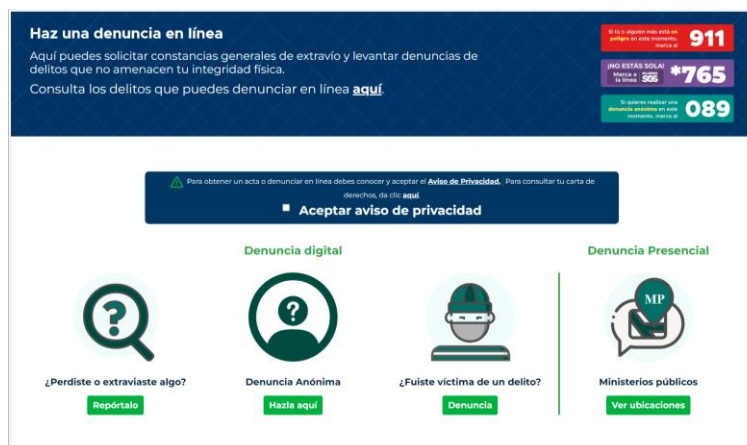 Haz una denuncia en línea
Aquí puedes solicitar constancias generales de extravío y levantar denuncias de
delitos que no amenacen tu integridad física.
Consulta los delitos que puedes denunciar en línea aquí.
Si tú o alguien más está en
peligro en este momento,
marca al
911
¡NO ESTÁS SOLA!
Marca a
la línea
SOS
*765
Si quieres realizar una
denuncia anónima en este
momento, marca al
089
Para obtener un acta o denunciar en línea debes conocer y aceptar el Aviso de Privacidad. Para consultar tu carta de
derechos, da clic aquí
Aceptar aviso de privacidad
Denuncia digital
Denuncia Presencial
MP
¿Perdiste o extraviaste algo?
Denuncia Anónima
¿Fuiste víctima de un delito?
Ministerios públicos
Repórtalo
Hazla aquí
Denuncia
Ver ubicaciones